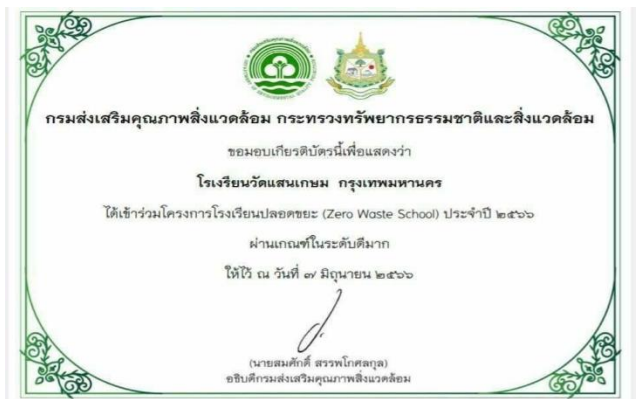 กรมส่งเสริมคุณภาพสิ่งแวดล้อม กระทรวงทรัพยากรธรรมชาติและสิ่งแวดล้อม
ขอมอบเกียรติบัตรนี้เพื่อแสดงว่า
โรงเรียนวัดแสนเกษม กรุงเทพมหานคร
ได้เข้าร่วมโครงการโรงเรียนปลอดขยะ (Zero Waste School) ประจำปี ๒๕๖๖
ผ่านเกณฑ์ในระดับดีมาก
ให้ไว้ ณ วันที่ ๗ มิถุนายน ๒๕๖๖
(นายสมศักดิ์ สรรพโกศลกุล)
อธิบดีกรมส่งเสริมคุณภาพสิ่งแวดล้อม